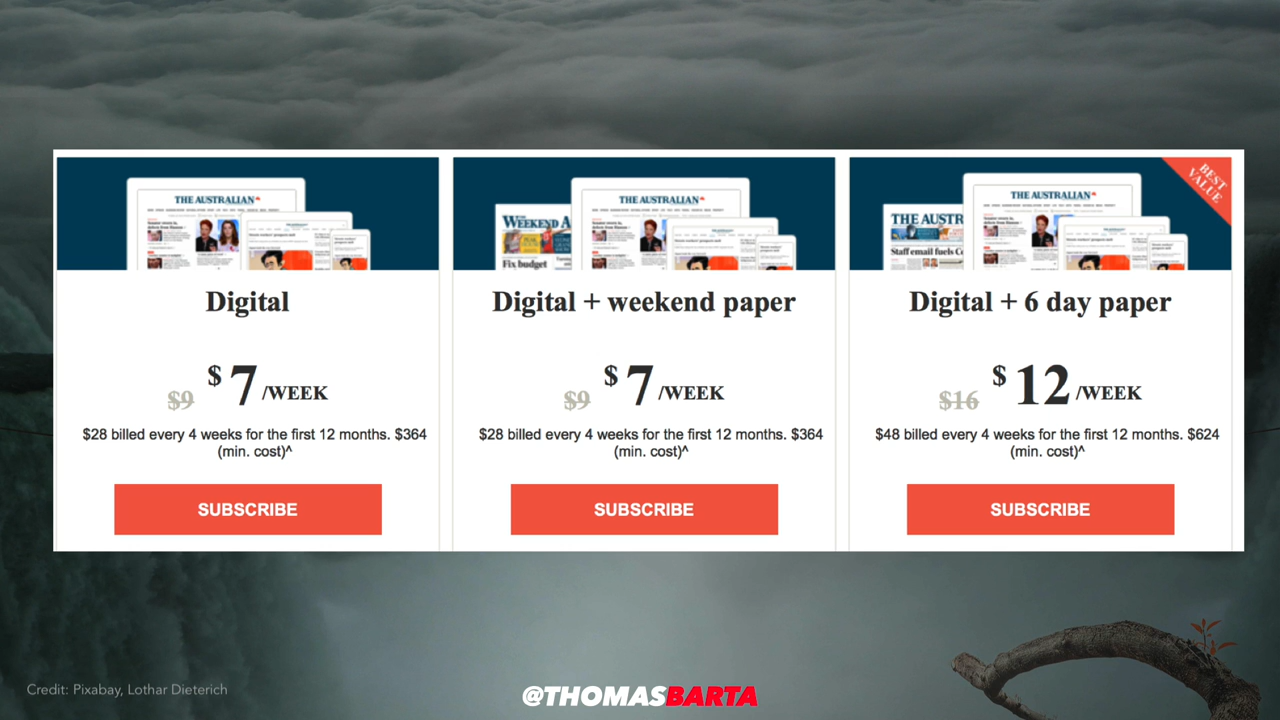 THE AUSTRALIAN
Digital
$9 $7 /WEEK
$28 billed every 4 weeks for the first 12 months. $364
(min. cost)^
SUBSCRIBE
THE AUSTRALIAN
WEEKEND A
Fix budget
Digital + weekend paper
$9 $7 /WEEK
$28 billed every 4 weeks for the first 12 months. $364
(min. cost)^
SUBSCRIBE
BEST
VALUE
THE AUSTRALIAN
THE AUSTR
Staff email fuels C
Digital + 6 day paper
$16 $12 /WEEK
$48 billed every 4 weeks for the first 12 months. $624
(min. cost)^
SUBSCRIBE
Credit: Pixabay, Lothar Dieterich
@THOMASBARTA